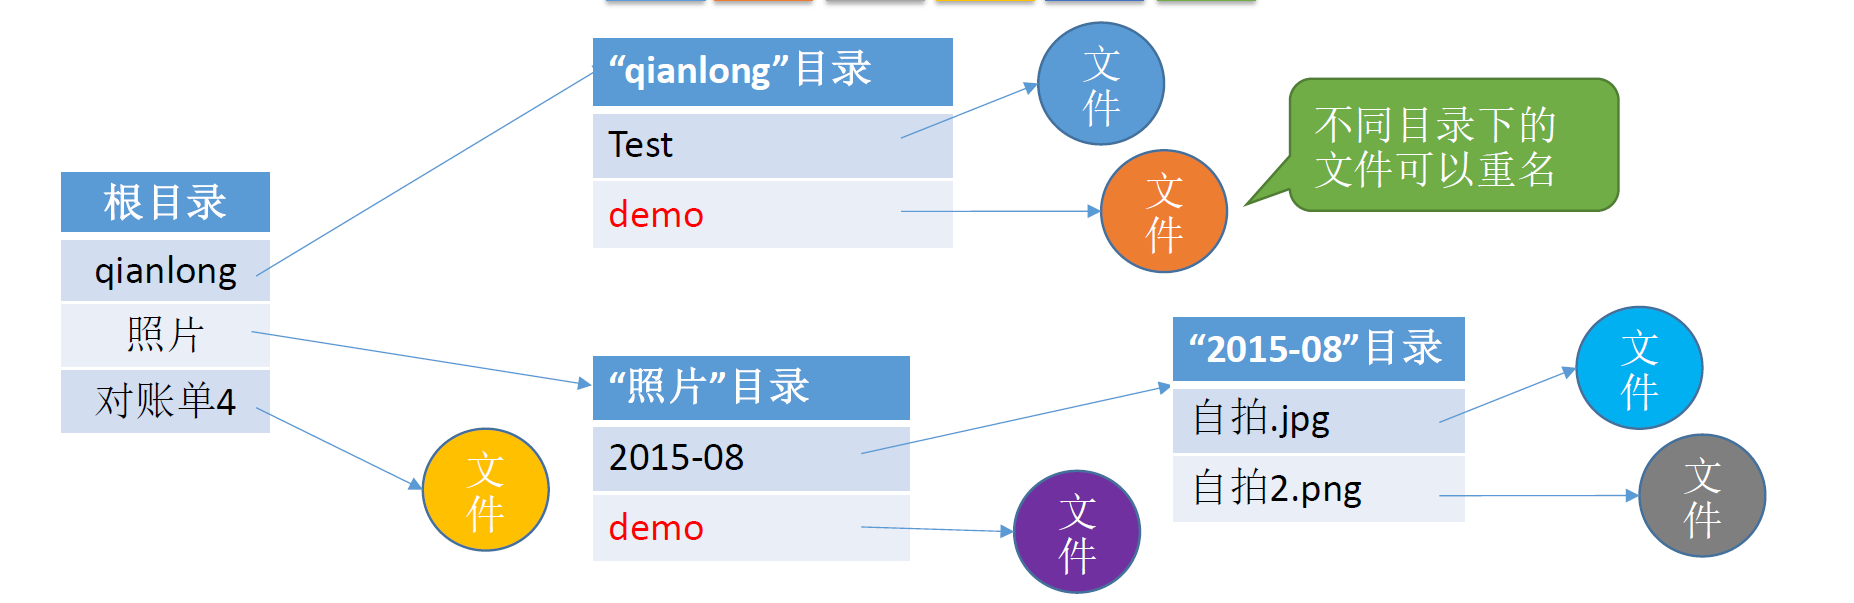 根目录
qianlong
照片
对账单4
文
件
“qianlong”目录
Test
demo
文
件
文
件
不同目录下的
文件可以重名
“照片”目录
2015-08
demo
文
件
“2015-08”目录
自拍.jpg
自拍2.png
文
件
文
件